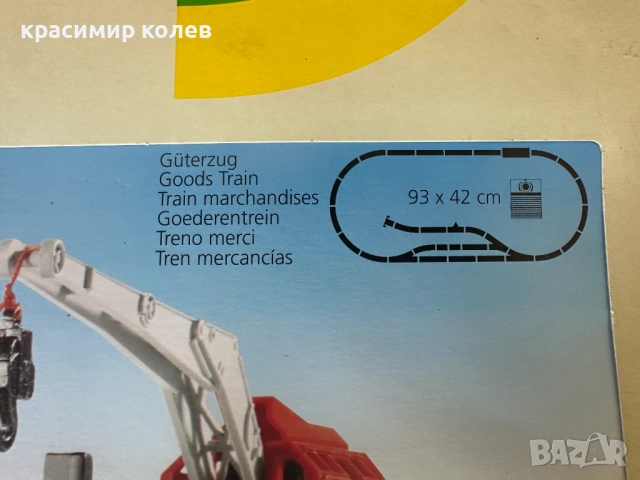 красимир колев
Güterzug
Goods Train
Train marchandises
Goederentrein
Treno merci
Tren mercancías
93 x 42 cm
BAZAR